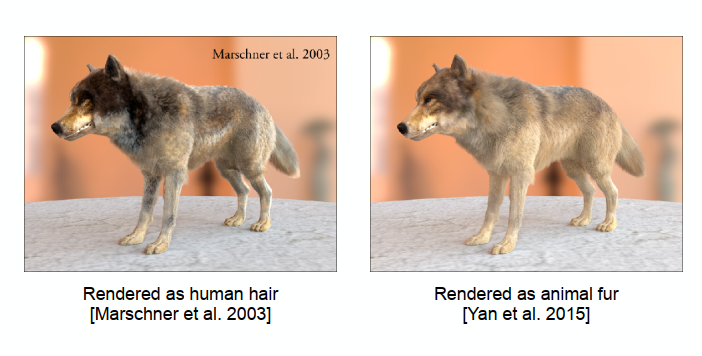 Marschner et al. 2003
Rendered as human hair
[Marschner et al. 2003]
Rendered as animal fur
[Yan et al. 2015]